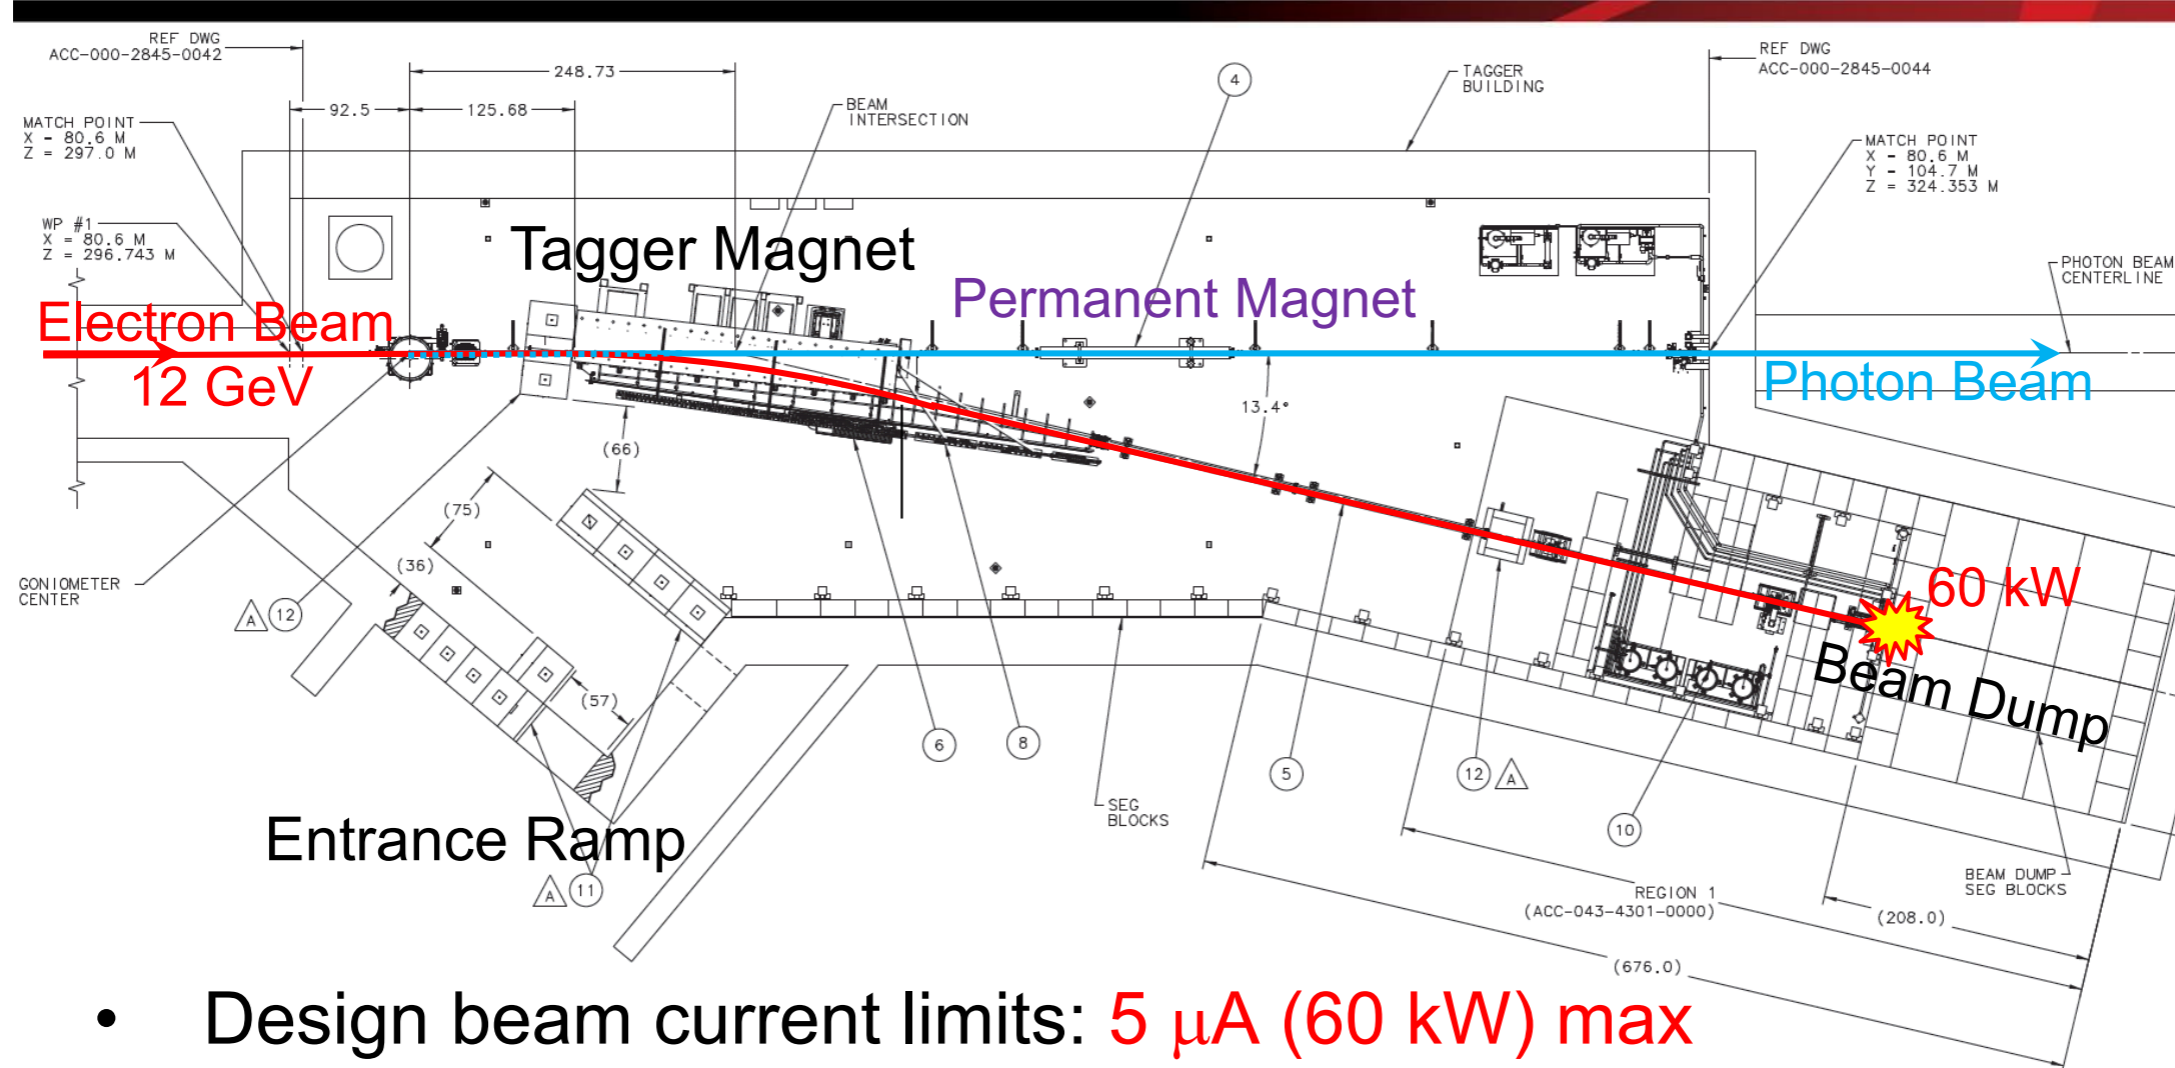 REF DWG
ACC-000-2845-0042
248.73
4
TAGGER
BUILDING
REF DWG
ACC-000-2845-0044
92.5
125.68
BEAM
INTERSECTION
MATCH POINT
X - 80.6 M
Z = 297.0 M
MATCH POINT
X - 80.6 M
Y - 104.7 M
Z = 324.353 M
WP #1
X = 80.6 M
Z = 296.743 M
Tagger Magnet
Permanent Magnet
PHOTON BEAM
CENTERLINE
Electron Beam
12 GeV
Photon Beam
13.4°
(66)
(75)
(36)
GONIOMETER
CENTER
A 12
60 kW
Beam Dump
(57)
6
8
5
12 A
10
SEG
BLOCKS
Entrance Ramp
A 11
BEAM DUMP
SEG BLOCKS
REGION 1
(ACC-043-4301-0000)
(208.0)
(676.0)
• Design beam current limits: 5 μA (60 kW) max